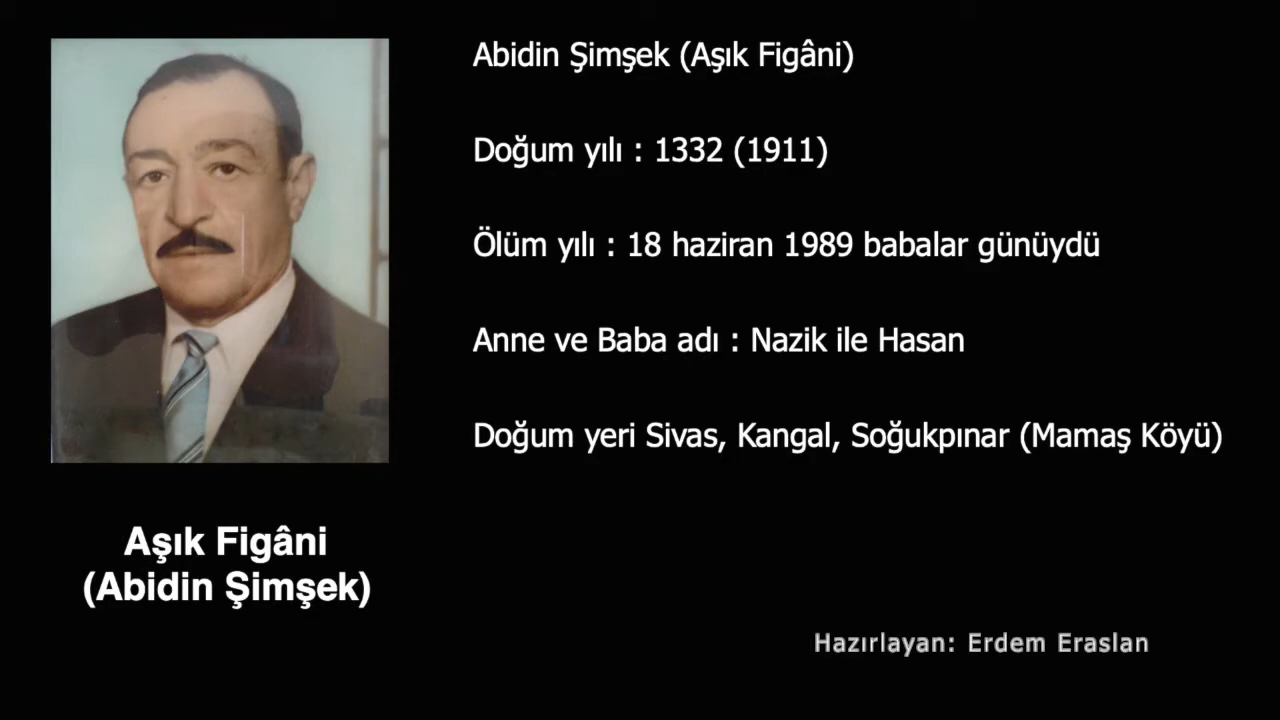 Abidin Şimşek (Aşık Figâni)
Doğum yılı : 1332 (1911)
Ölüm yılı : 18 haziran 1989 babalar günüydü
Anne ve Baba adı : Nazik ile Hasan
Doğum yeri Sivas, Kangal, Soğukpınar (Mamaş Köyü)
Aşık Figâni
(Abidin Şimşek)
Hazırlayan: Erdem Eraslan